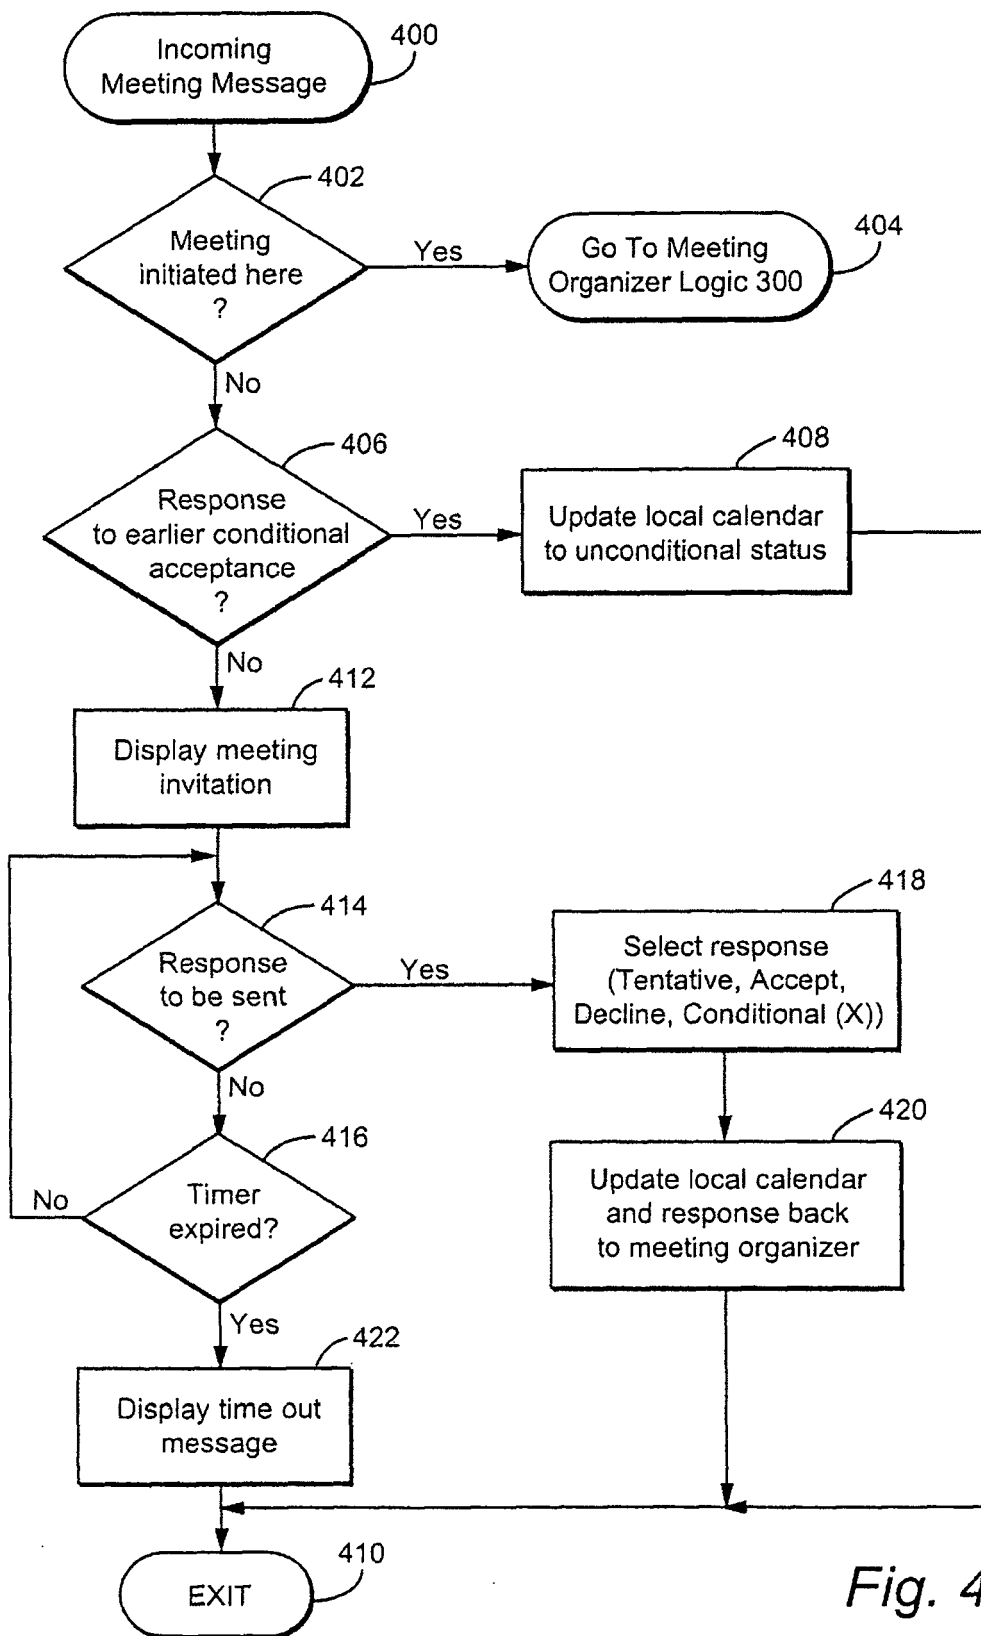 Incoming
Meeting Message
400
402
Meeting
initiated here
?
Yes
Go To Meeting
Organizer Logic 300
404
No
406
Response
to earlier conditional
acceptance
?
Yes
408
Update local calendar
to unconditional status
No
412
Display meeting
invitation
414
Response
to be sent
?
Yes
418
Select response
(Tentative, Accept,
Decline, Conditional (X))
No
416
Timer
expired?
No
420
Update local calendar
and response back
to meeting organizer
Yes
422
Display time out
message
410
EXIT
Fig. 4